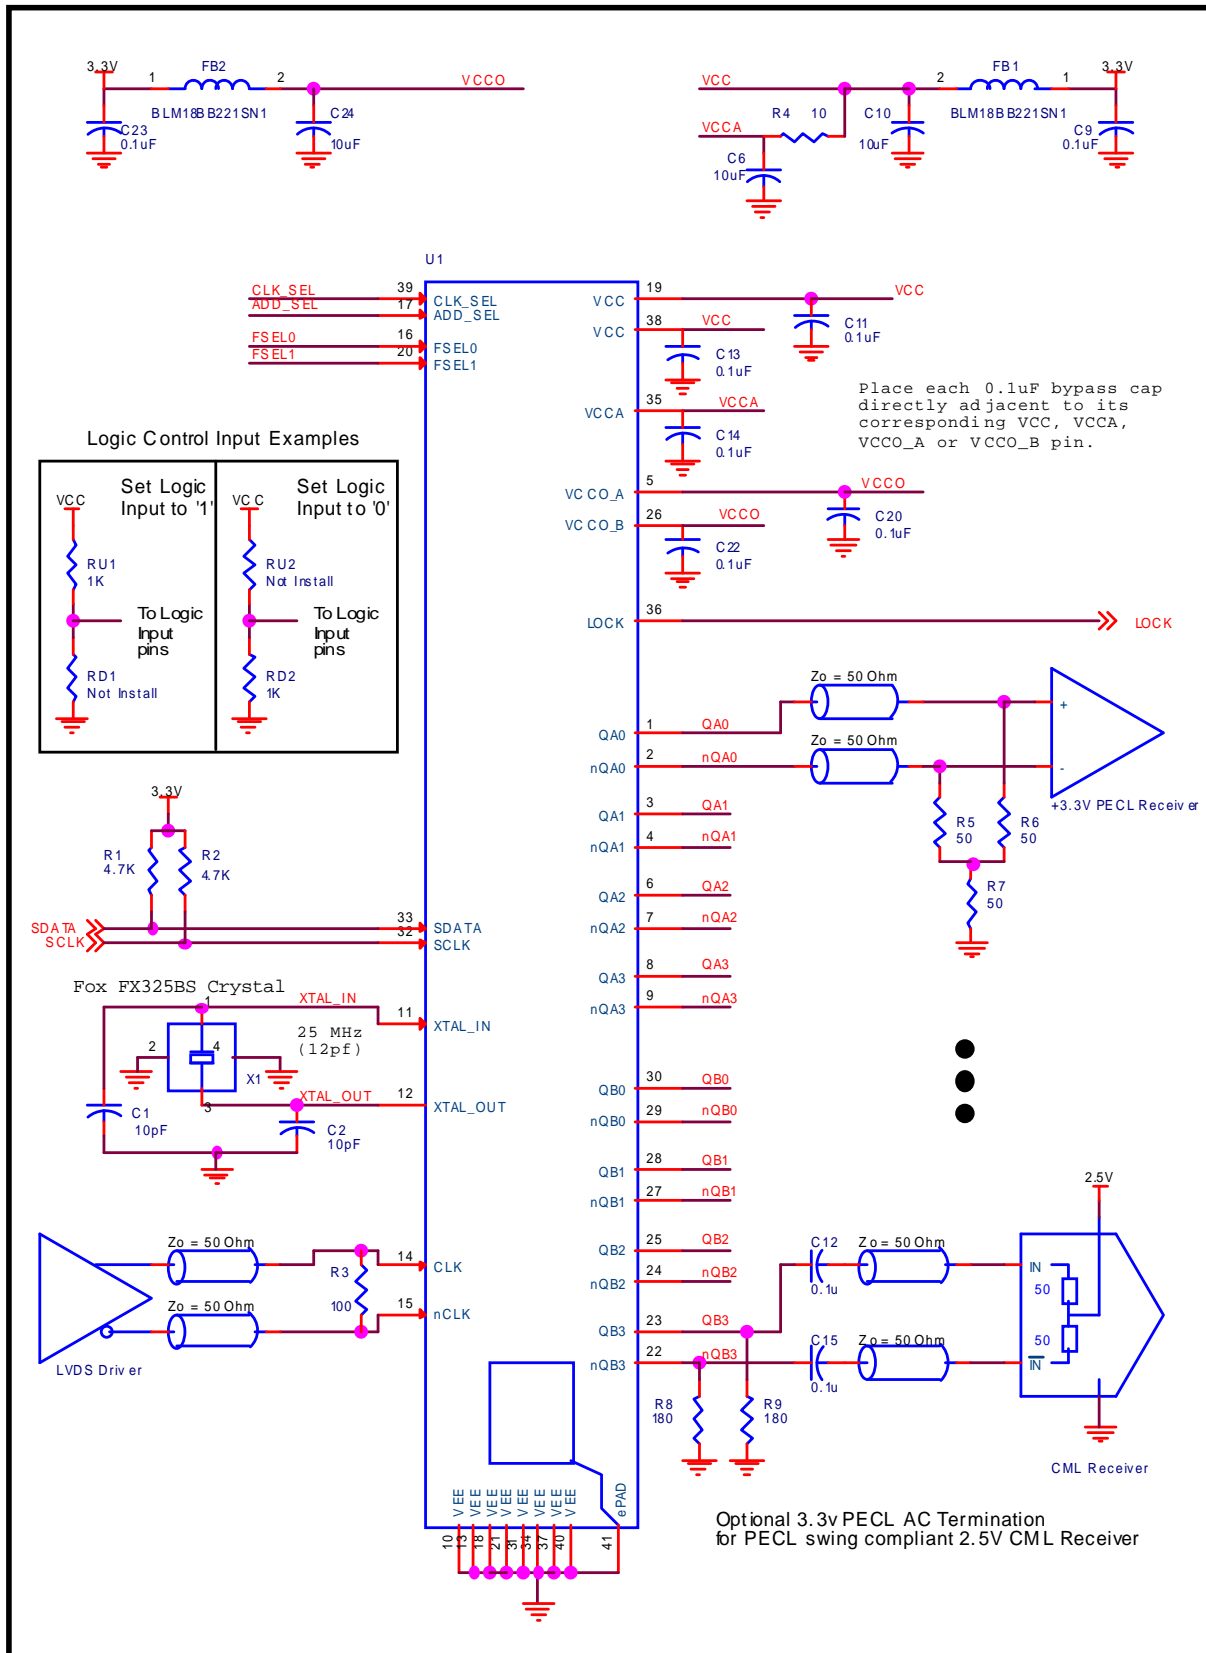 3.3V
FB2
1
2
VCCO
BLM18BB221SN1
C23
0.1uF
C24
10uF
VCC
2
FB1
1
3.3V
R4
10
C10
10uF
BLM18BB221SN1
C9
0.1uF
VCCA
C6
10uF
U1
CLK_SEL
39
CLK_SEL
ADD_SEL
17
ADD_SEL
FSEL0
16
FSEL0
FSEL1
20
FSEL1
VCC
19
VCC
C11
0.1uF
VCC
38
VCC
C13
0.1uF
VCCA
35
VCCA
C14
0.1uF
Place each 0.1uF bypass cap
directly adjacent to its
corresponding VCC, VCCA,
VCCO_A or VCCO_B pin.
VCCO_A
5
VCCO
C20
0.1uF
VCCO_B
26
VCCO
C22
0.1uF
Logic Control Input Examples
VCC
Set Logic
Input to '1'
RU1
1K
To Logic
Input
pins
RD1
Not Install
VCC
Set Logic
Input to '0'
RU2
Not Install
To Logic
Input
pins
RD2
1K
LOCK
36
LOCK
QA0
1
QA0
Zo = 50 Ohm
+
nQA0
2
nQA0
Zo = 50 Ohm
-
+3.3V PECL Receiver
R5
50
R6
50
R7
50
QA1
3
QA1
nQA1
4
nQA1
QA2
6
QA2
nQA2
7
nQA2
QA3
8
QA3
nQA3
9
nQA3
3.3V
R1
4.7K
R2
4.7K
SDATA
33
SDATA
SCLK
32
SCLK
Fox FX325BS Crystal
1
XTAL_IN
11
XTAL_IN
25 MHz
(12pf)
2
4
X1
3
XTAL_OUT
12
XTAL_OUT
C1
10pF
C2
10pF
QB0
30
QB0
nQB0
29
nQB0
QB1
28
QB1
nQB1
27
nQB1
QB2
25
QB2
nQB2
24
nQB2
QB3
23
QB3
nQB3
22
nQB3
Zo = 50 Ohm
R3
100
14
CLK
Zo = 50 Ohm
15
nCLK
LVDS Driver
2.5V
C12
0.1u
Zo = 50 Ohm
IN
50
C15
0.1u
Zo = 50 Ohm
50
IN
R8
180
R9
180
CML Receiver
VEE
VEE
VEE
VEE
VEE
VEE
VEE
VEE
ePAD
10
13
18
21
31
34
37
40
41
Optional 3.3v PECL AC Termination
for PECL swing compliant 2.5V CML Receiver